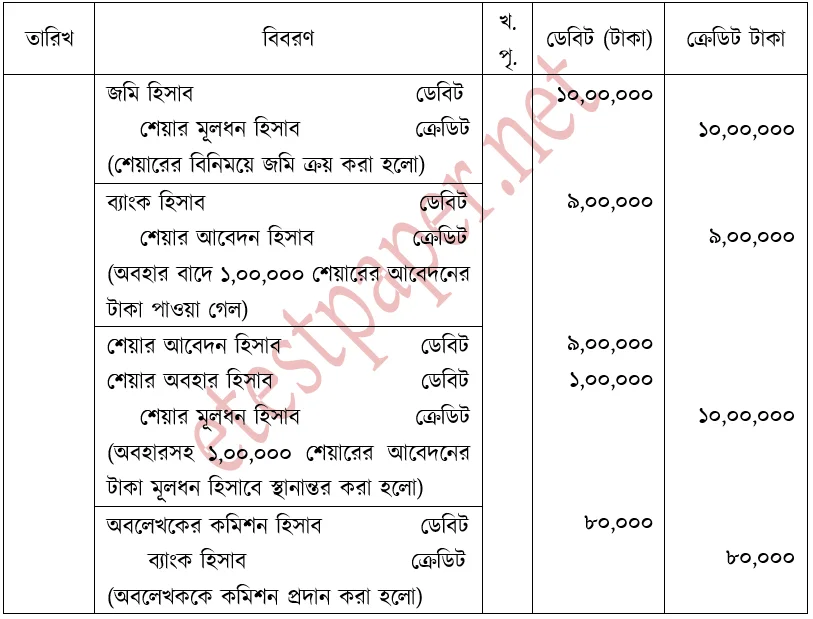 তারিখ বিবরণ খ. পৃ. ডেবিট (টাকা) ক্রেডিট টাকা
জমি হিসাব ডেবিট ১০,০০,০০০
শেয়ার মূলধন হিসাব ক্রেডিট ১০,০০,০০০
(শেয়ারের বিনিময়ে জমি ক্রয় করা হলো)
ব্যাংক হিসাব ডেবিট ৯,০০,০০০
শেয়ার আবেদন হিসাব ক্রেডিট ৯,০০,০০০
(অবহার বাদে ১,০০,০০০ শেয়ারের আবেদনের
টাকা পাওয়া গেল)
শেয়ার আবেদন হিসাব ডেবিট ৯,০০,০০০
শেয়ার অবহার হিসাব ডেবিট ১,০০,০০০
শেয়ার মূলধন হিসাব ক্রেডিট ১০,০০,০০০
(অবহারসহ ১,০০,০০০ শেয়ারের আবেদনের
টাকা মূলধন হিসাবে স্থানান্তর করা হলো)
অবলেখকের কমিশন হিসাব ডেবিট ৮০,০০০
ব্যাংক হিসাব ক্রেডিট ৮০,০০০
(অবলেখককে কমিশন প্রদান করা হলো)
etestpaper.net